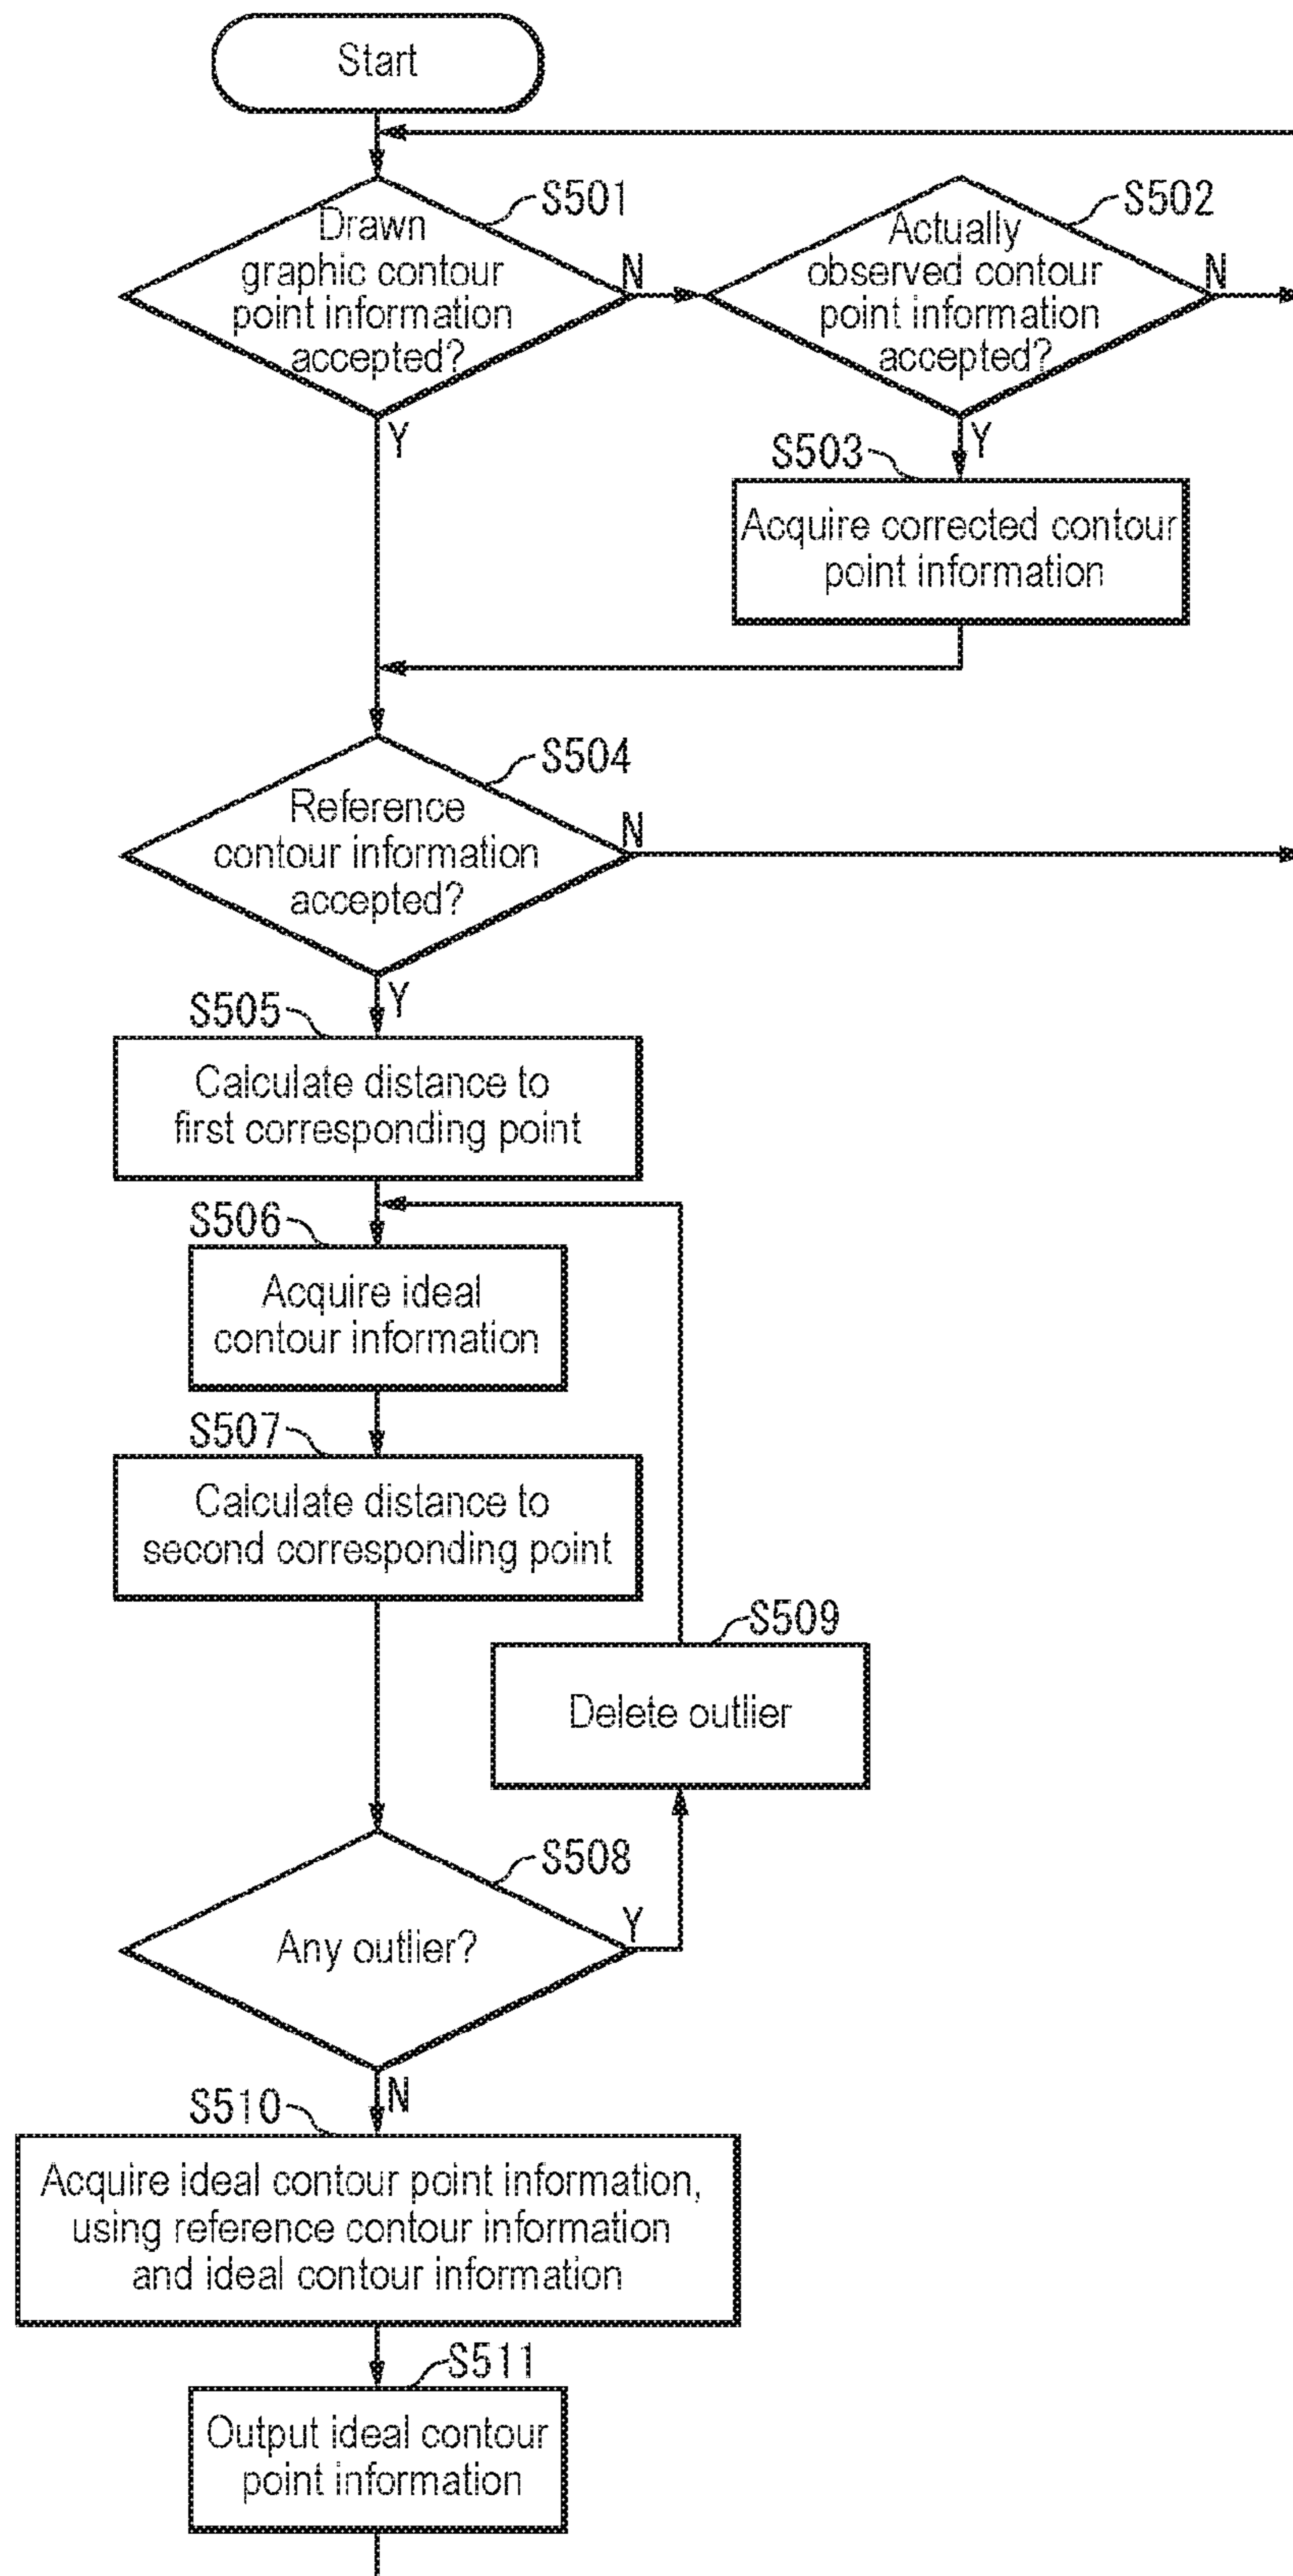 Start
S501
Drawn
graphic contour
point information
accepted?
N
Y
S502
Actually
observed contour
point information
accepted?
N
Y
S503
Acquire corrected contour
point information
S504
Reference
contour information
accepted?
N
Y
S505
Calculate distance to
first corresponding point
S506
Acquire ideal
contour information
S507
Calculate distance to
second corresponding point
S509
Delete outlier
S508
Any outlier?
Y
N
S510
Acquire ideal contour point information,
using reference contour information
and ideal contour information
S511
Output ideal contour
point information